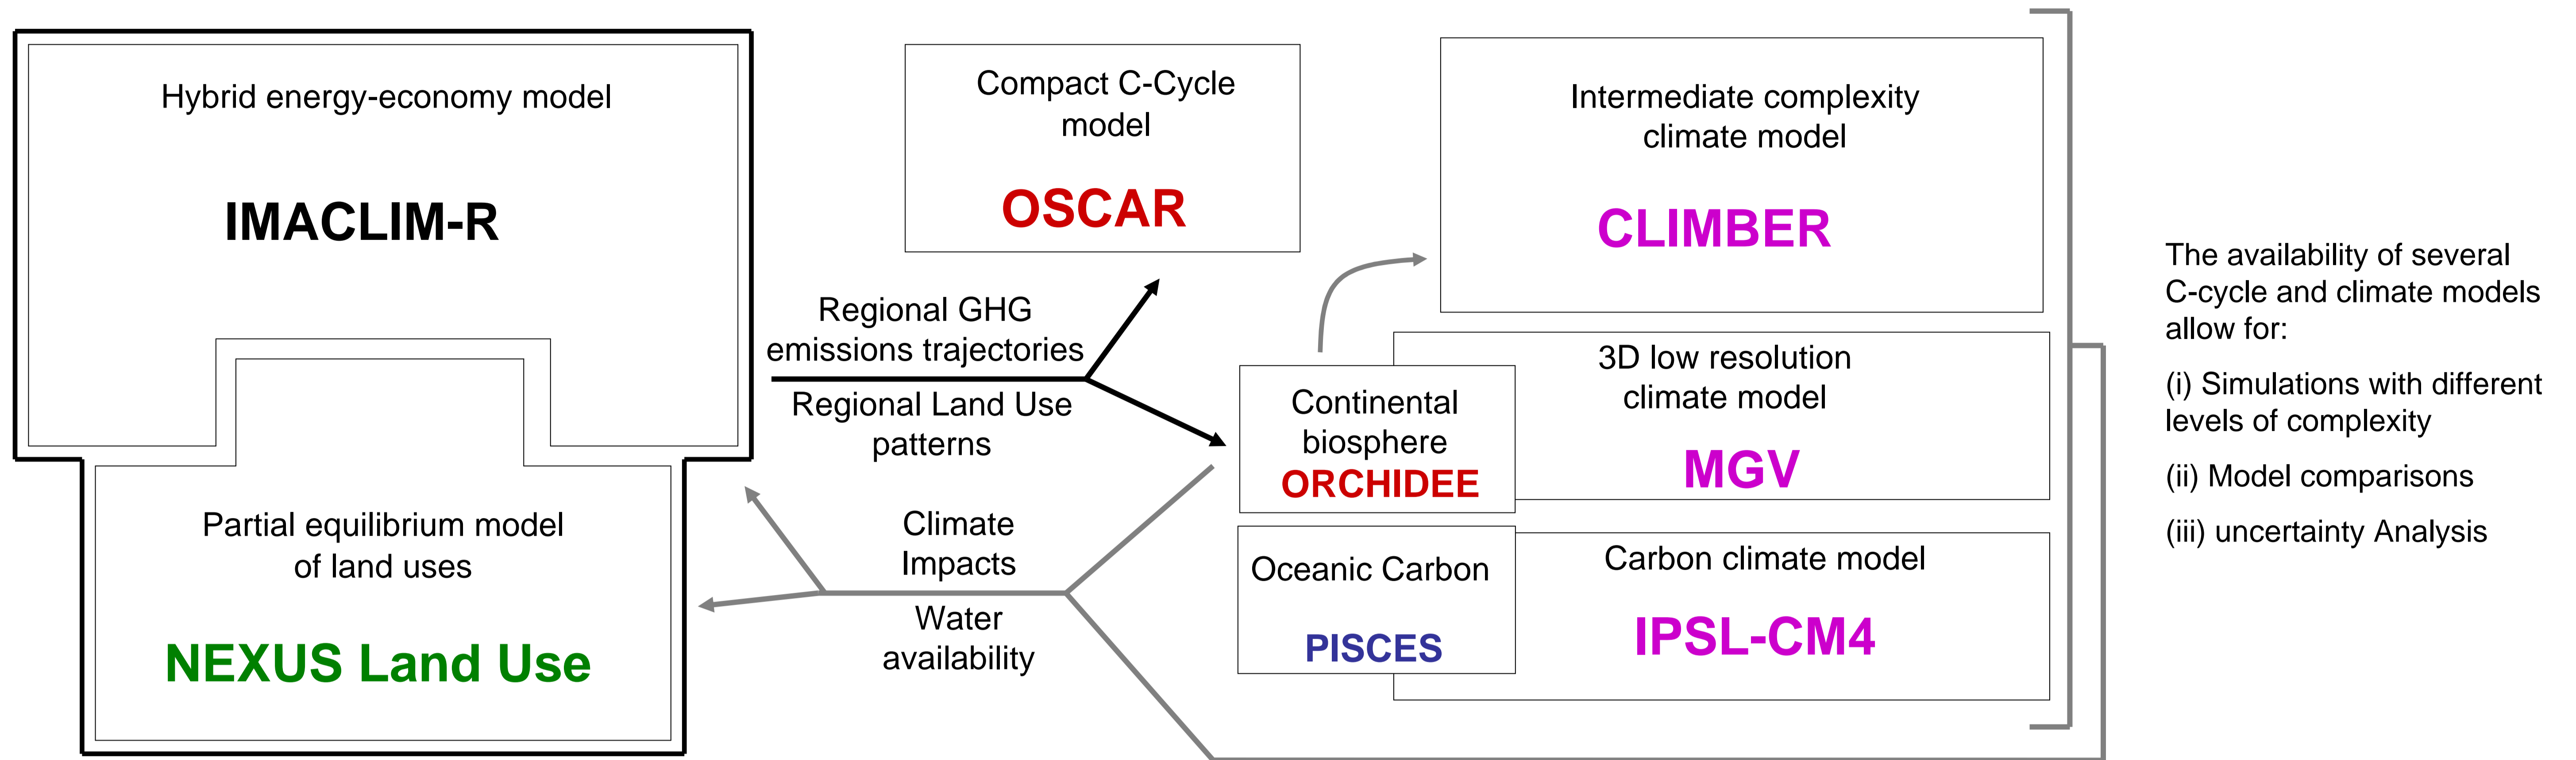 Hybrid energy-economy model
IMACLIM-R
Partial equilibrium model
of land uses
NEXUS Land Use
Compact C-Cycle
model
OSCAR
Regional GHG
emissions trajectories
Regional Land Use
patterns
Climate
Impacts
Water
availability
Intermediate complexity
climate model
CLIMBER
3D low resolution
climate model
MGV
Continental
biosphere
ORCHIDEE
Oceanic Carbon
PISCES
Carbon climate model
IPSL-CM4
The availability of several
C-cycle and climate models
allow for:
(i) Simulations with different
levels of complexity
(ii) Model comparisons
(iii) uncertainty Analysis